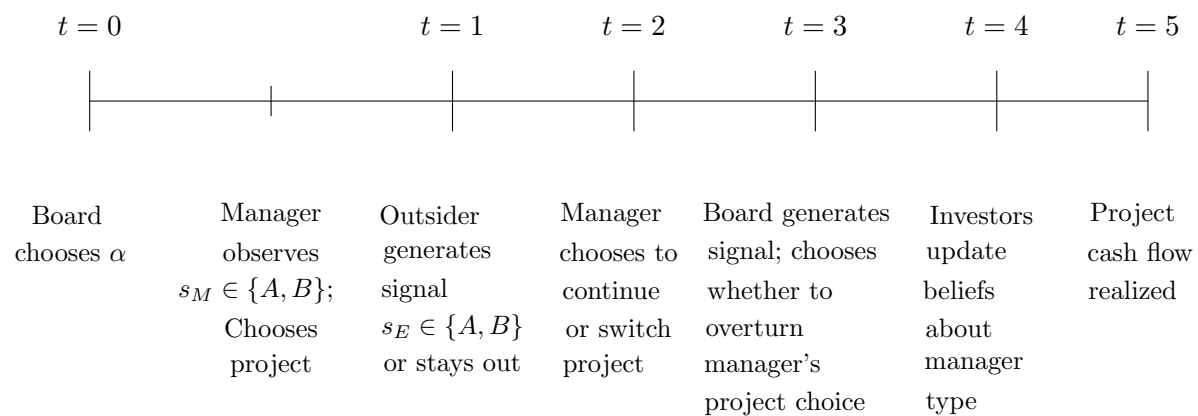 t = 0
t = 1
t = 2
t = 3
t = 4
t = 5
Board
chooses α
Manager
observes
s_M ∈ {A, B};
Chooses
project
Outsider
generates
signal
s_E ∈ {A, B}
or stays out
Manager
chooses to
continue
or switch
project
Board generates
signal; chooses
whether to
overturn
manager's
project choice
Investors
update
beliefs
about
manager
type
Project
cash flow
realized